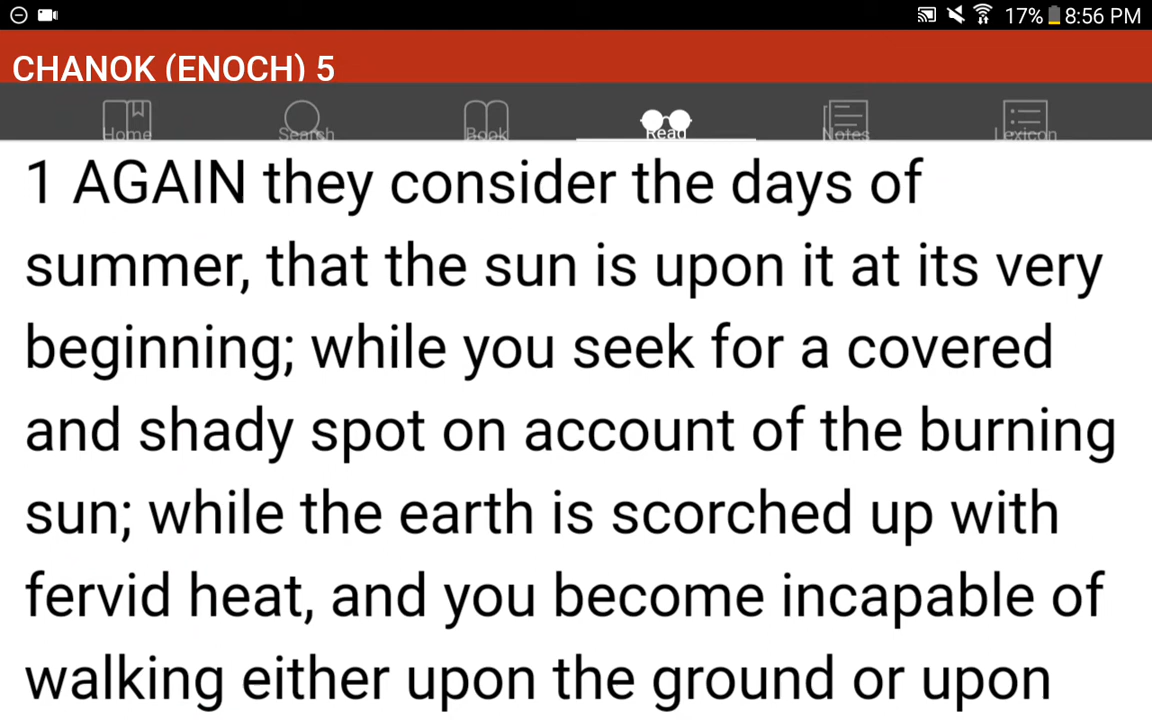 17% 8:56 PM
CHANOK (ENOCH) 5
Home Search Book Read Notes Lexicon
1 AGAIN they consider the days of
summer, that the sun is upon it at its very
beginning; while you seek for a covered
and shady spot on account of the burning
sun; while the earth is scorched up with
fervid heat, and you become incapable of
walking either upon the ground or upon